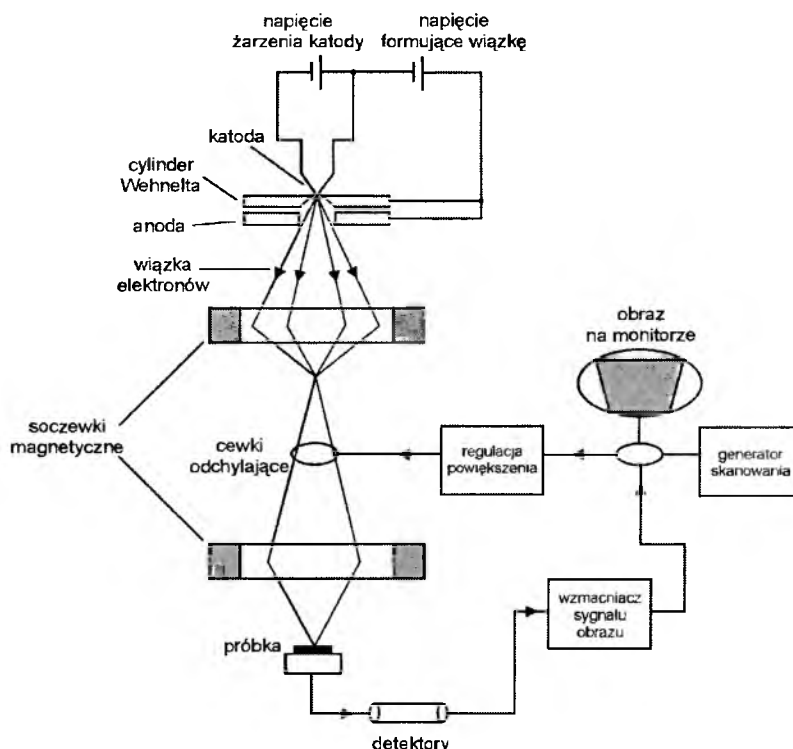 napięcie
żarzenia katody
napięcie
formujące wiązkę
katoda
cylinder
Wehnelta
anoda
wiązka
elektronów
obraz
na monitorze
soczewki
magnetyczne
cewki
odchylające
regulacja
powiększenia
generator
skanowania
wzmacniacz
sygnału
obrazu
próbka
detektory